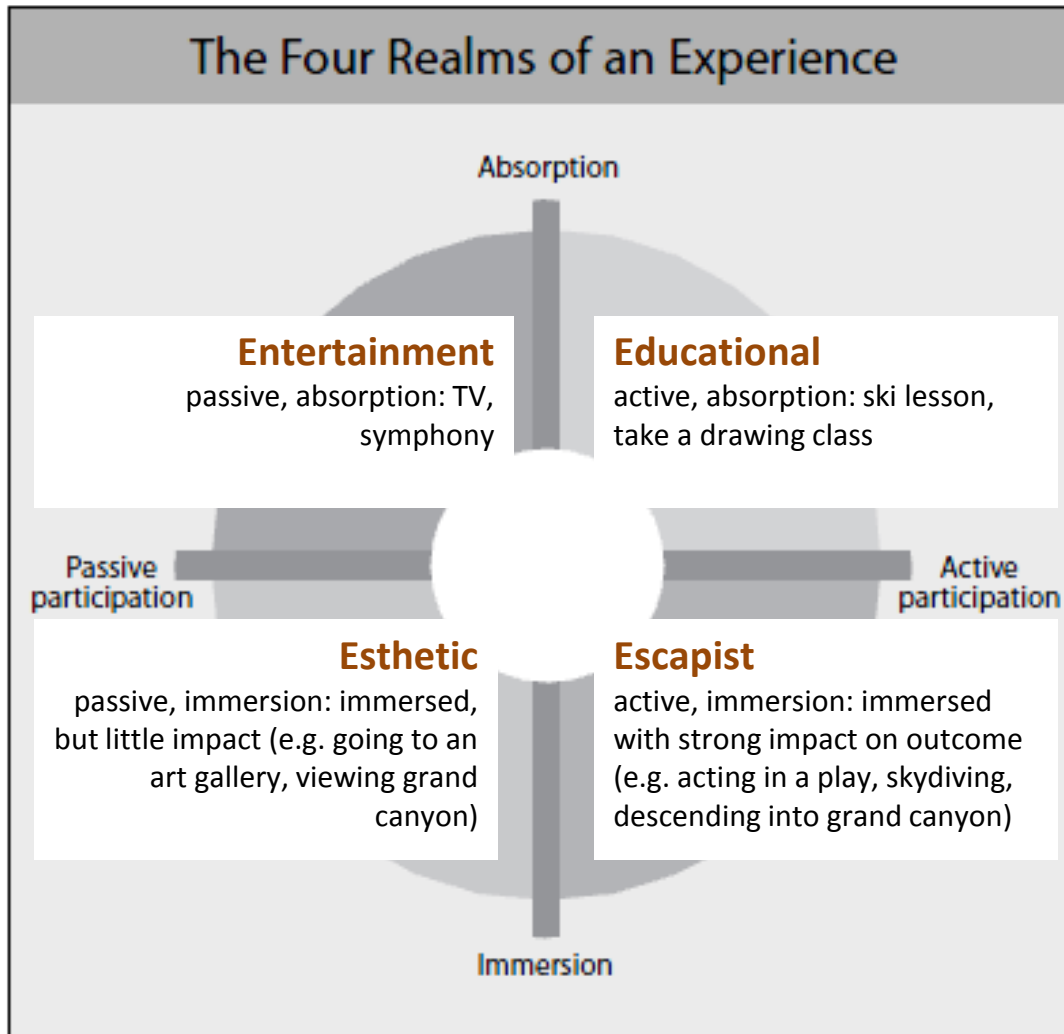 The Four Realms of an Experience
Absorption
Entertainment
passive, absorption: TV,
symphony
Educational
active, absorption: ski lesson,
take a drawing class
Passive
participation
Active
participation
Esthetic
passive, immersion: immersed,
but little impact (e.g. going to an
art gallery, viewing grand
canyon)
Escapist
active, immersion: immersed
with strong impact on outcome
(e.g. acting in a play, skydiving,
descending into grand canyon)
Immersion